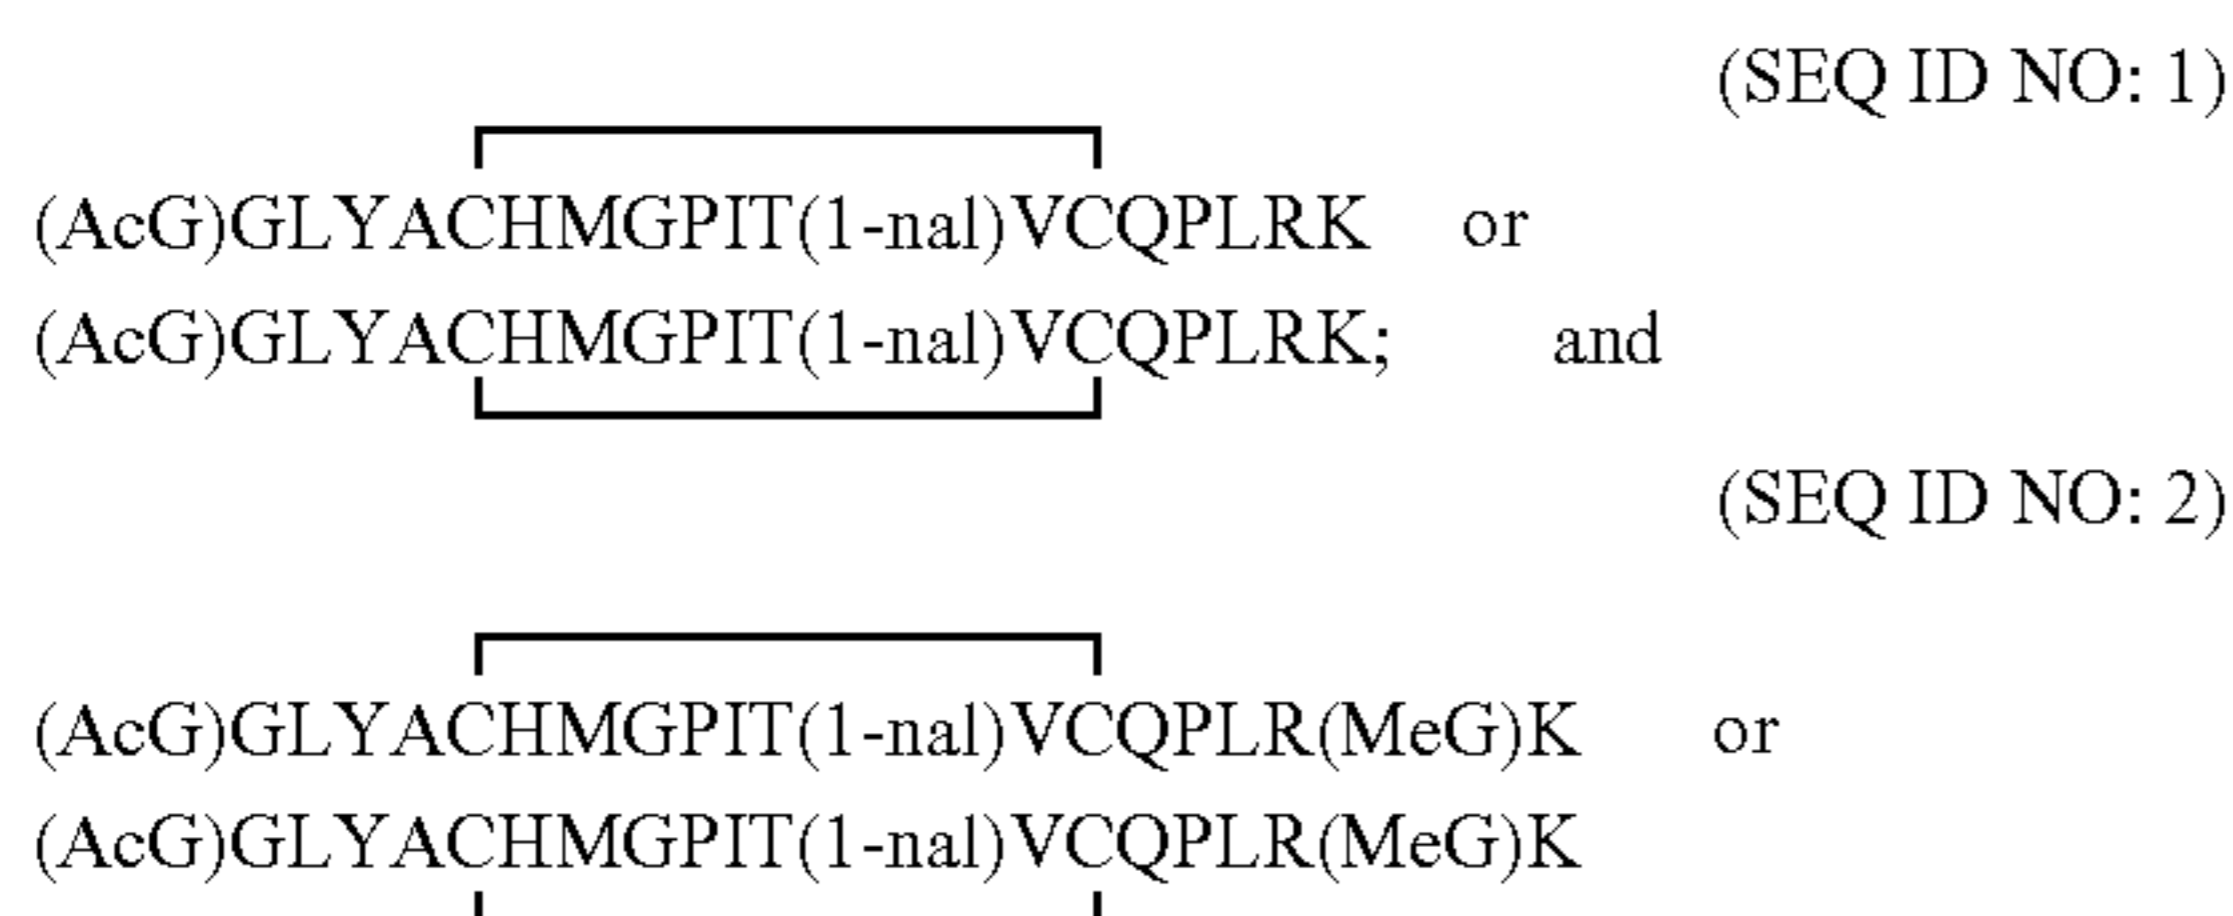 (SEQ ID NO: 1)
(AcG)GLYACHMGPIT(1-nal)VCQPLRK or
(AcG)GLYACHMGPIT(1-nal)VCQPLRK; and
(SEQ ID NO: 2)
(AcG)GLYACHMGPIT(1-nal)VCQPLR(MeG)K or
(AcG)GLYACHMGPIT(1-nal)VCQPLR(MeG)K